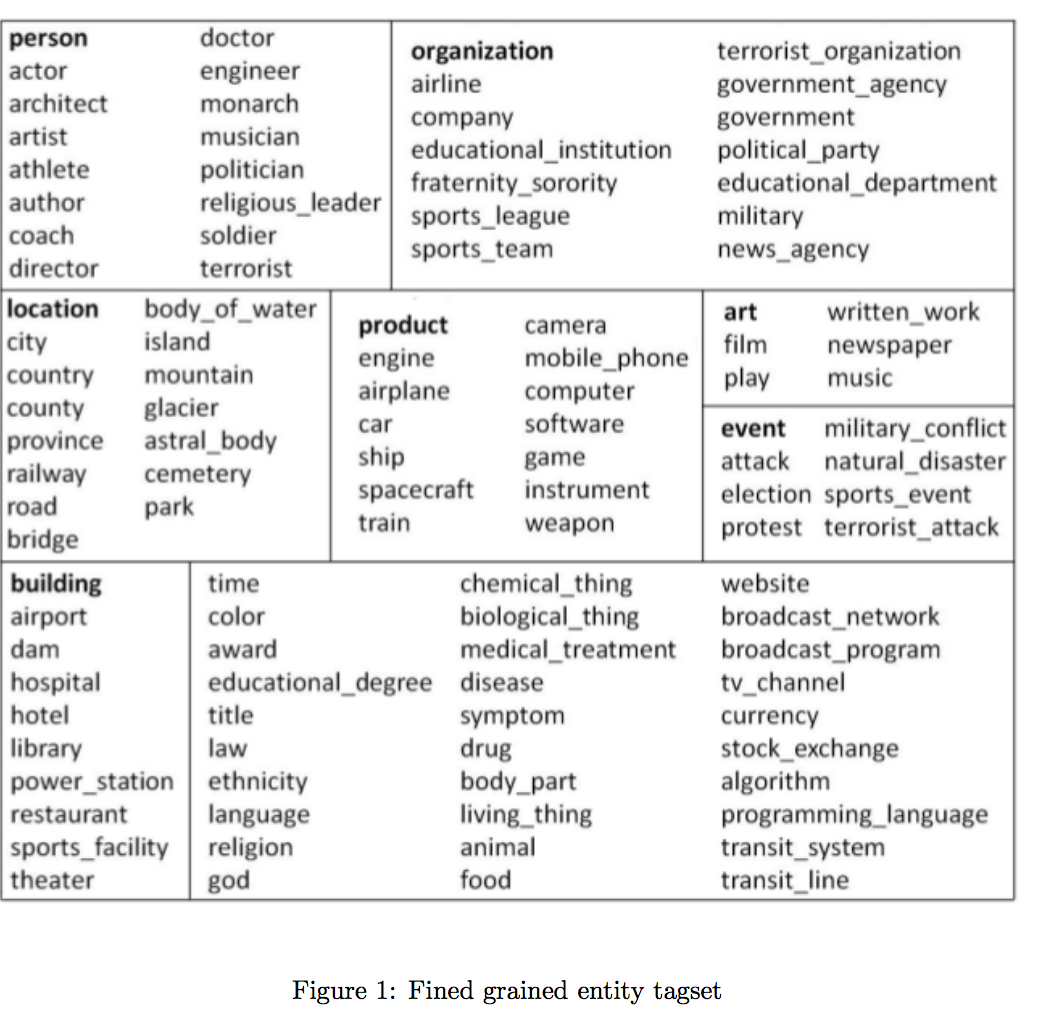 person
actor
architect
artist
athlete
author
coach
director
doctor
engineer
monarch
musician
politician
religious_leader
soldier
terrorist
organization
airline
company
educational_institution
fraternity_sorority
sports_league
sports_team
terrorist_organization
government_agency
government
political_party
educational_department
military
news_agency
location
city
country
county
province
railway
road
bridge
body_of_water
island
mountain
glacier
astral_body
cemetery
park
product
engine
airplane
car
ship
spacecraft
train
camera
mobile_phone
computer
software
game
instrument
weapon
art
film
play
written_work
newspaper
music
event
attack
election
protest
military_conflict
natural_disaster
sports_event
terrorist_attack
building
airport
dam
hospital
hotel
library
power_station
restaurant
sports_facility
theater
time
color
award
educational_degree
title
law
ethnicity
language
religion
god
chemical_thing
biological_thing
medical_treatment
disease
symptom
drug
body_part
living_thing
animal
food
website
broadcast_network
broadcast_program
tv_channel
currency
stock_exchange
algorithm
programming_language
transit_system
transit_line
Figure 1: Fined grained entity tagset